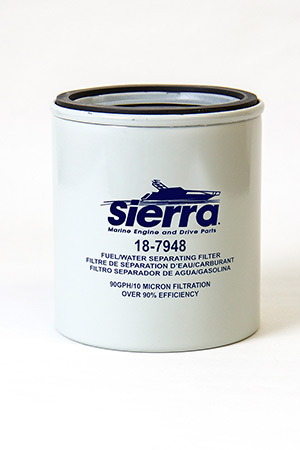 Sierra®
Marine Engine and Drive Parts
18-7948
FUEL/WATER SEPARATING FILTER
FILTRE DE SÉPARATION D'EAU/CARBURANT
FILTRO SEPARADOR DE AGUA/GASOLINA
90GPH/10 MICRON FILTRATION
OVER 90% EFFICIENCY